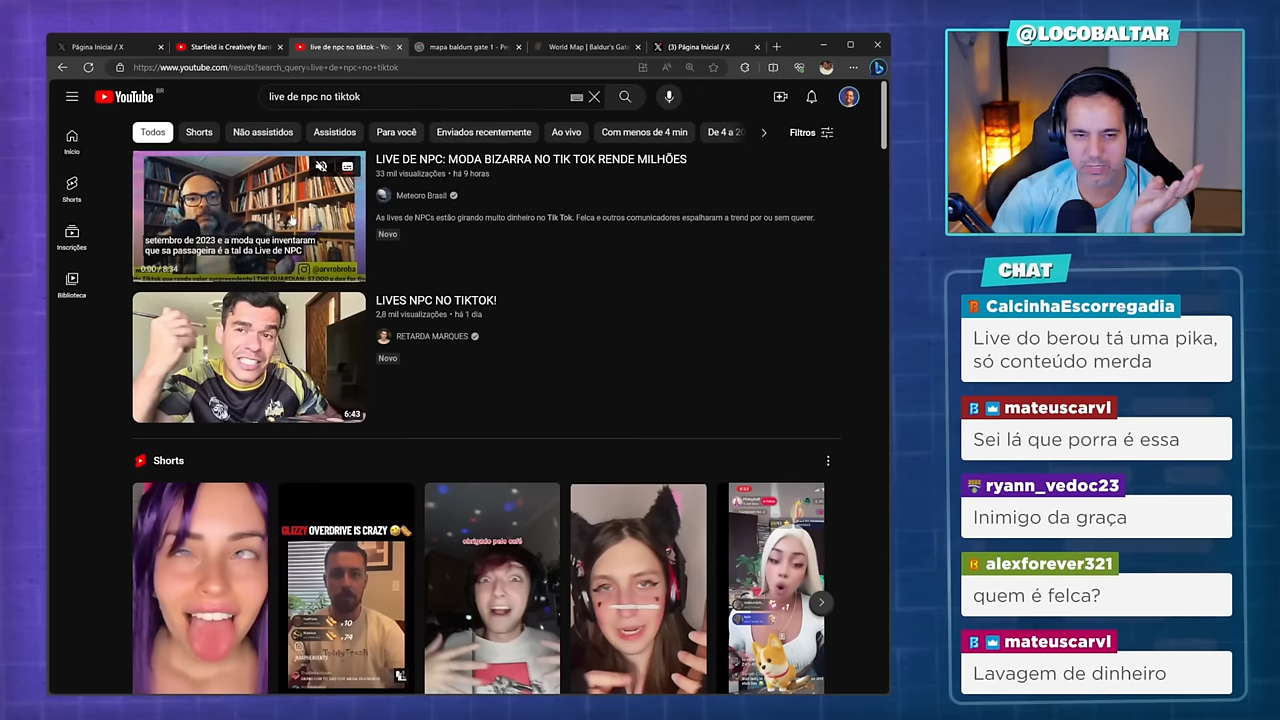 Página Inicial / X
Starfield is Creatively Ban
live de npc no tiktok - You
mapa baldurs gate 1 - Pe
World Map | Baldur's Gat
(3) Página Inicial / X
https://www.youtube.com/results?search_query=live+de+npc+no+tiktok
YouTube BR
live de npc no tiktok
Início
Shorts
Inscrições
Biblioteca
Todos
Shorts
Não assistidos
Assistidos
Para você
Enviados recentemente
Ao vivo
Com menos de 4 min
De 4 a 20
Filtros
setembro de 2023 e a moda que inventaram
que sa passageira é a tal da Live de NPC
0:00 / 8:34
@arvrobroba
LIVE DE NPC: MODA BIZARRA NO TIK TOK RENDE MILHÕES
33 mil visualizações • há 9 horas
Meteoro Brasil
As lives de NPCs estão girando muito dinheiro no Tik Tok. Felca e outros comunicadores espalharam a trend por ou sem querer.
Novo
6:43
LIVES NPC NO TIKTOK!
2,8 mil visualizações • há 1 dia
RETARDA MARQUES
Novo
Shorts
GLIZZY OVERDRIVE IS CRAZY
x10
x74
obrigado pelo café
x1
@LOCOBALTAR
CHAT
CalcinhaEscorregadia
Live do berou tá uma pika,
só conteúdo merda
mateuscarvl
Sei lá que porra é essa
ryann_vedoc23
Inimigo da graça
alexforever321
quem é felca?
mateuscarvl
Lavagem de dinheiro